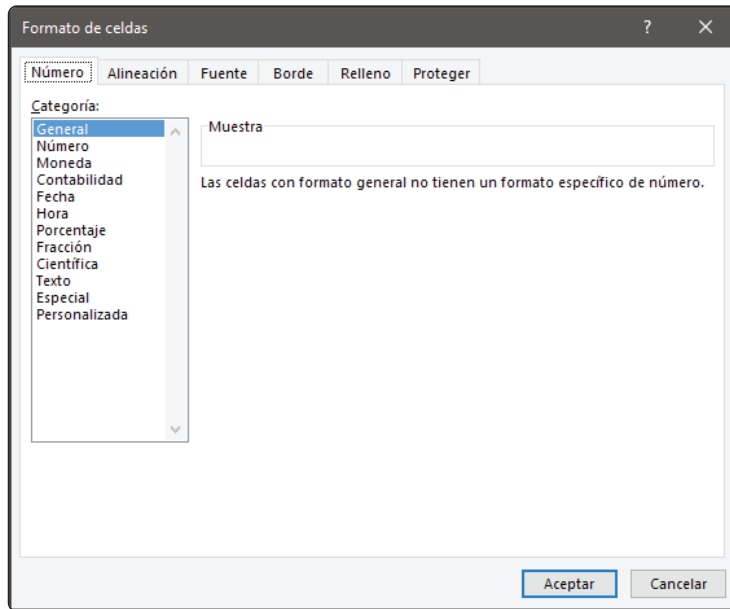 Formato de celdas ?
Número Alineación Fuente Borde Relleno Proteger
Categoría:
General
Número
Moneda
Contabilidad
Fecha
Hora
Porcentaje
Fracción
Científica
Texto
Especial
Personalizada
Muestra
Las celdas con formato general no tienen un formato específico de número.
Aceptar Cancelar